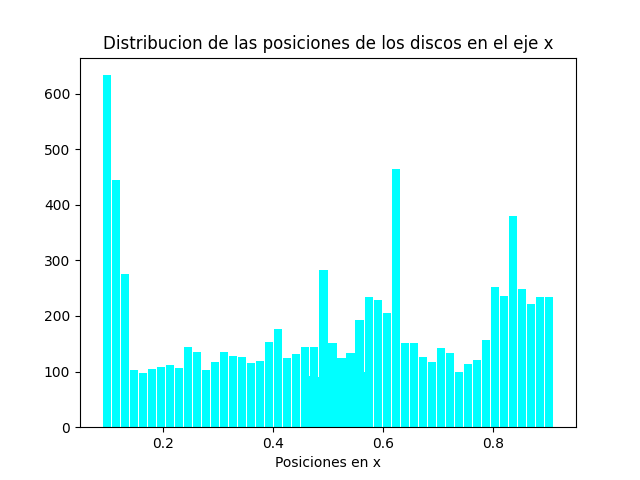 Distribucion de las posiciones de los discos en el eje x
600
500
400
300
200
100
0
0.2 0.4 0.6 0.8
Posiciones en x